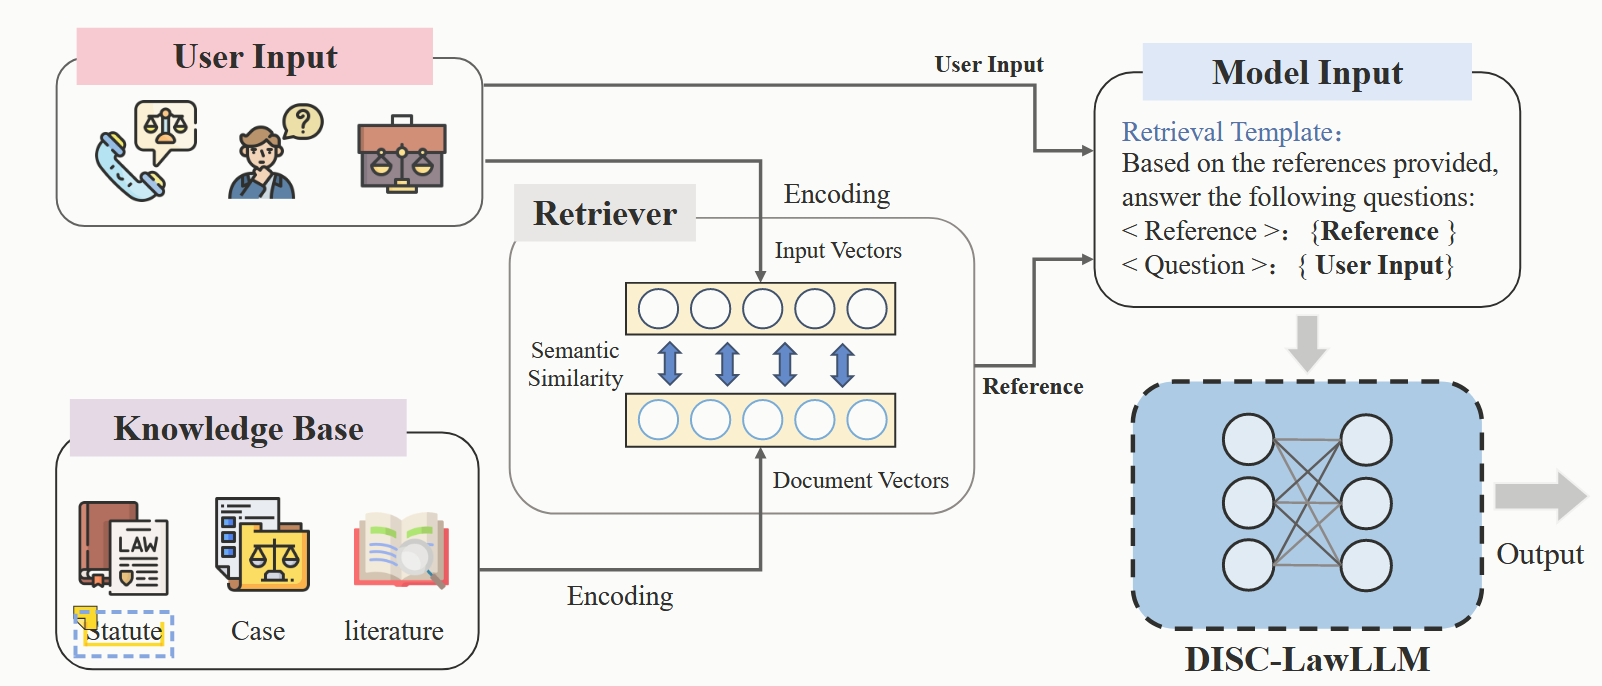 User Input
User Input
Model Input
Retrieval Template：
Based on the references provided,
answer the following questions:
< Reference >： {Reference }
< Question >： { User Input}
Retriever
Encoding
Input Vectors
Semantic
Similarity
Reference
Document Vectors
Knowledge Base
LAW
Statute
Case
literature
Encoding
Output
DISC-LawLLM